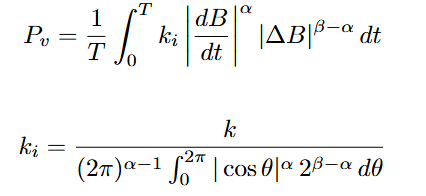 P_v = \frac{1}{T} \int_0^T k_i \left| \frac{dB}{dt} \right|^\alpha |\Delta B|^{\beta-\alpha} dt
k_i = \frac{k}{(2\pi)^{\alpha-1} \int_0^{2\pi} |\cos\theta|^\alpha 2^{\beta-\alpha} d\theta}